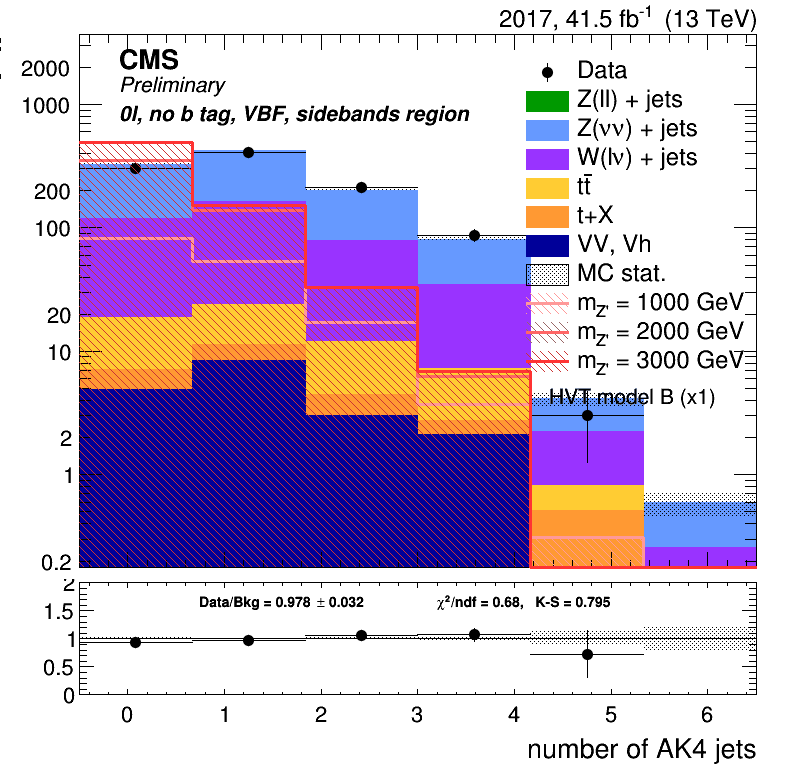 2017, 41.5 fb⁻¹ (13 TeV)
CMS
Preliminary
0l, no b tag, VBF, sidebands region
Data
Z(ll) + jets
Z(νν) + jets
W(lν) + jets
tt̄
t+X
VV, Vh
MC stat.
m_Z' = 1000 GeV
m_Z' = 2000 GeV
m_Z' = 3000 GeV
HVT model B (x1)
2000
1000
200
100
20
10
2
1
0.2
Data/Bkg = 0.978 ± 0.032
χ²/ndf = 0.68, K-S = 0.795
2
1.5
1
0.5
0
0 1 2 3 4 5 6
number of AK4 jets